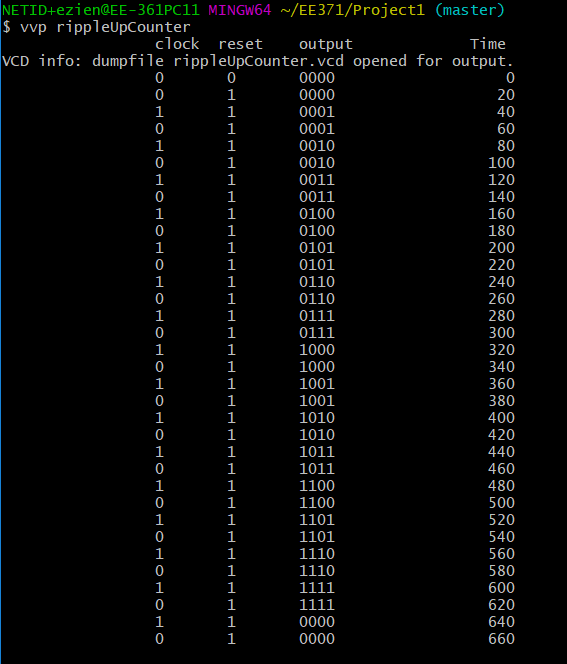 NETID+ezien@EE-361PC11 MINGW64 ~/EE371/Project1 (master)
$ vvp rippleUpCounter
clock reset output Time
VCD info: dumpfile rippleUpCounter.vcd opened for output.
0 0 0000 0
0 1 0000 20
1 1 0001 40
0 1 0001 60
1 1 0010 80
0 1 0010 100
1 1 0011 120
0 1 0011 140
1 1 0100 160
0 1 0100 180
1 1 0101 200
0 1 0101 220
1 1 0110 240
0 1 0110 260
1 1 0111 280
0 1 0111 300
1 1 1000 320
0 1 1000 340
1 1 1001 360
0 1 1001 380
1 1 1010 400
0 1 1010 420
1 1 1011 440
0 1 1011 460
1 1 1100 480
0 1 1100 500
1 1 1101 520
0 1 1101 540
1 1 1110 560
0 1 1110 580
1 1 1111 600
0 1 1111 620
1 1 0000 640
0 1 0000 660